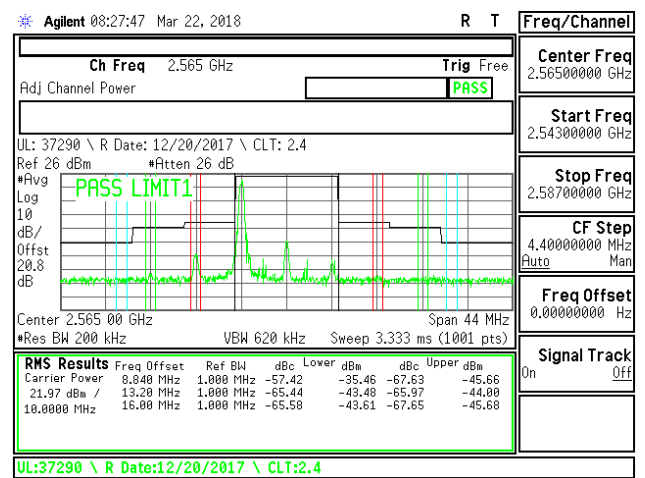 Agilent 08:27:47 Mar 22, 2018 R T
Ch Freq 2.565 GHz Trig Free
Adj Channel Power PASS
UL: 37290 \ R Date: 12/20/2017 \ CLT: 2.4
Ref 26 dBm #Atten 26 dB
#Avg
Log
10
dB/
Offst
20.8
dB
PASS LIMIT1
Center 2.565 00 GHz Span 44 MHz
#Res BW 200 kHz VBW 620 kHz Sweep 3.333 ms (1001 pts)
RMS Results Freq Offset Ref BW dBc Lower dBm dBc Upper dBm
Carrier Power 8.840 MHz 1.000 MHz -57.42 -35.46 -67.63 -45.66
21.97 dBm / 13.20 MHz 1.000 MHz -65.44 -43.48 -65.97 -44.00
10.0000 MHz 16.00 MHz 1.000 MHz -65.58 -43.61 -67.65 -45.68
UL:37290 \ R Date:12/20/2017 \ CLT:2.4
Freq/Channel
Center Freq
2.56500000 GHz
Start Freq
2.54300000 GHz
Stop Freq
2.58700000 GHz
CF Step
4.40000000 MHz
Auto Man
Freq Offset
0.00000000 Hz
Signal Track
On Off